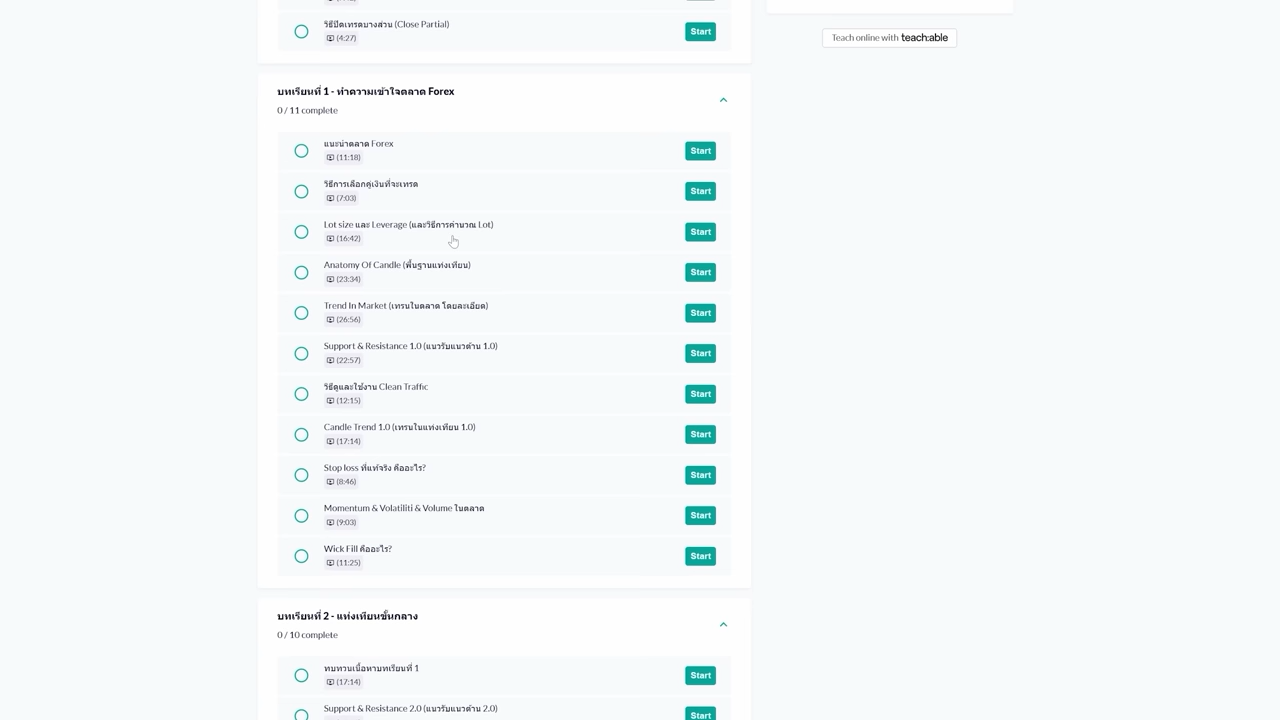 วิธีปิดเทรดบางส่วน (Close Partial)
(4:27)
Start
Teach online with teach:able
บทเรียนที่ 1 - ทำความเข้าใจตลาด Forex
0 / 11 complete
แนะนำตลาด Forex
(11:18)
Start
วิธีการเลือกคู่เงินที่จะเทรด
(7:03)
Start
Lot size และ Leverage (และวิธีการคำนวณ Lot)
(16:42)
Start
Anatomy Of Candle (พื้นฐานแท่งเทียน)
(23:34)
Start
Trend In Market (เทรนในตลาด โดยละเอียด)
(26:56)
Start
Support & Resistance 1.0 (แนวรับแนวต้าน 1.0)
(22:57)
Start
วิธีดูและใช้งาน Clean Traffic
(12:15)
Start
Candle Trend 1.0 (เทรนในแท่งเทียน 1.0)
(17:14)
Start
Stop loss ที่แท้จริง คืออะไร?
(8:46)
Start
Momentum & Volatiliti & Volume ในตลาด
(9:03)
Start
Wick Fill คืออะไร?
(11:25)
Start
บทเรียนที่ 2 - แท่งเทียนขั้นกลาง
0 / 10 complete
ทบทวนเนื้อหาบทเรียนที่ 1
(17:14)
Start
Support & Resistance 2.0 (แนวรับแนวต้าน 2.0)
Start